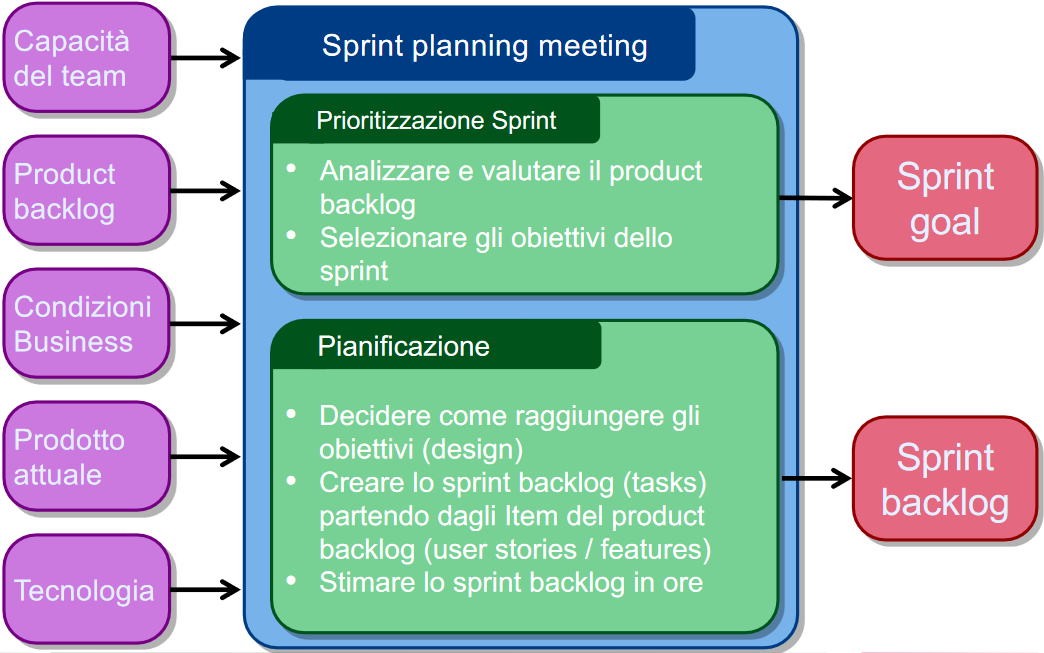 Capacità
del team
Product
backlog
Condizioni
Business
Prodotto
attuale
Tecnologia
Sprint planning meeting
Prioritizzazione Sprint
• Analizzare e valutare il product
backlog
• Selezionare gli obiettivi dello
sprint
Pianificazione
• Decidere come raggiungere gli
obiettivi (design)
• Creare lo sprint backlog (tasks)
partendo dagli Item del product
backlog (user stories / features)
• Stimare lo sprint backlog in ore
Sprint
goal
Sprint
backlog